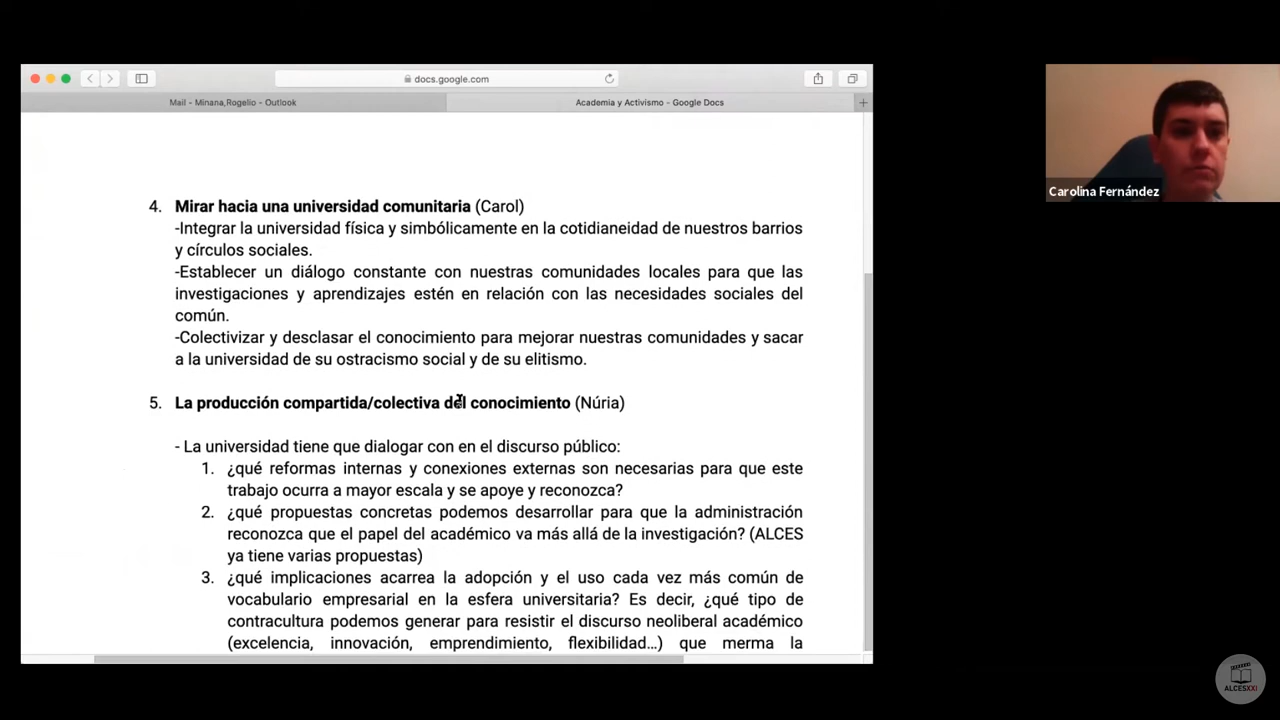 docs.google.com
Mail - Minana,Rogelio - Outlook
Academia y Activismo - Google Docs
4. Mirar hacia una universidad comunitaria (Carol)
-Integrar la universidad física y simbólicamente en la cotidianeidad de nuestros barrios
y círculos sociales.
-Establecer un diálogo constante con nuestras comunidades locales para que las
investigaciones y aprendizajes estén en relación con las necesidades sociales del
común.
-Colectivizar y desclasar el conocimiento para mejorar nuestras comunidades y sacar
a la universidad de su ostracismo social y de su elitismo.
5. La producción compartida/colectiva del conocimiento (Núria)
- La universidad tiene que dialogar con en el discurso público:
1. ¿qué reformas internas y conexiones externas son necesarias para que este
trabajo ocurra a mayor escala y se apoye y reconozca?
2. ¿qué propuestas concretas podemos desarrollar para que la administración
reconozca que el papel del académico va más allá de la investigación? (ALCES
ya tiene varias propuestas)
3. ¿qué implicaciones acarrea la adopción y el uso cada vez más común de
vocabulario empresarial en la esfera universitaria? Es decir, ¿qué tipo de
contracultura podemos generar para resistir el discurso neoliberal académico
(excelencia, innovación, emprendimiento, flexibilidad…) que merma la
Carolina Fernández
ALCESXXI